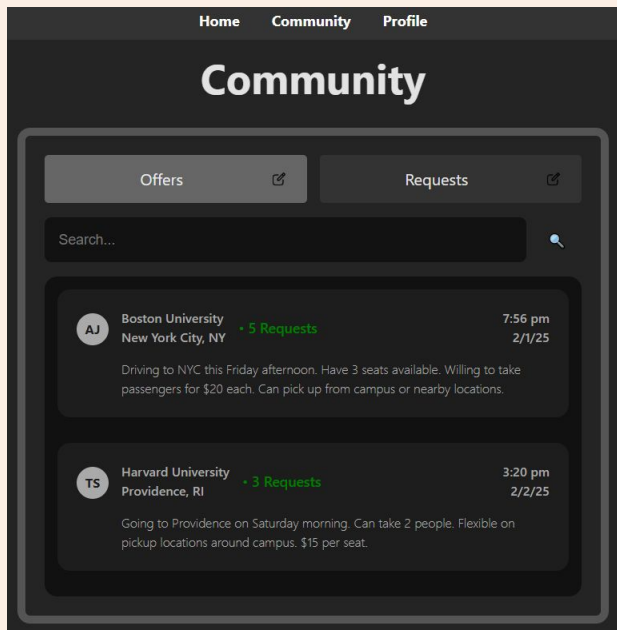 Home Community Profile
Community
Offers Requests
Search...
AJ
Boston University
New York City, NY
• 5 Requests
7:56 pm
2/1/25
Driving to NYC this Friday afternoon. Have 3 seats available. Willing to take
passengers for $20 each. Can pick up from campus or nearby locations.
TS
Harvard University
Providence, RI
• 3 Requests
3:20 pm
2/2/25
Going to Providence on Saturday morning. Can take 2 people. Flexible on
pickup locations around campus. $15 per seat.